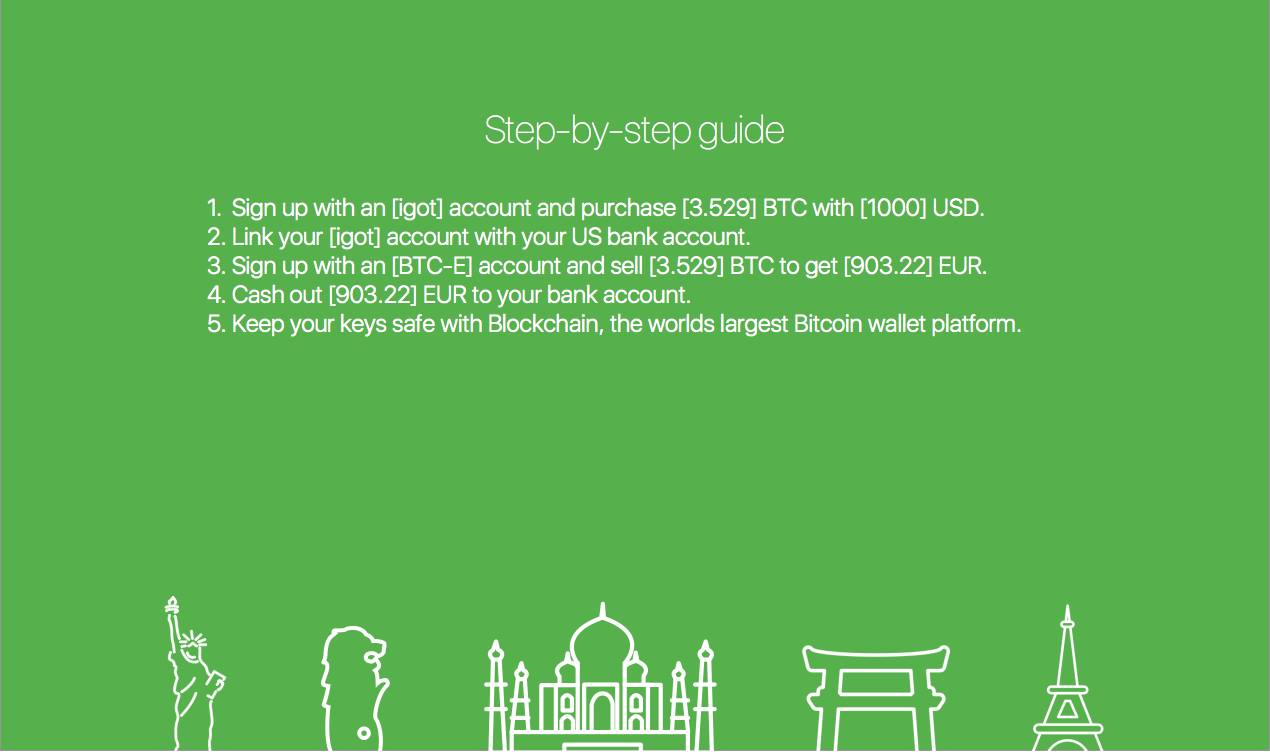 Step-by-step guide
1. Sign up with an [igot] account and purchase [3.529] BTC with [1000] USD.
2. Link your [igot] account with your US bank account.
3. Sign up with an [BTC-E] account and sell [3.529] BTC to get [903.22] EUR.
4. Cash out [903.22] EUR to your bank account.
5. Keep your keys safe with Blockchain, the worlds largest Bitcoin wallet platform.